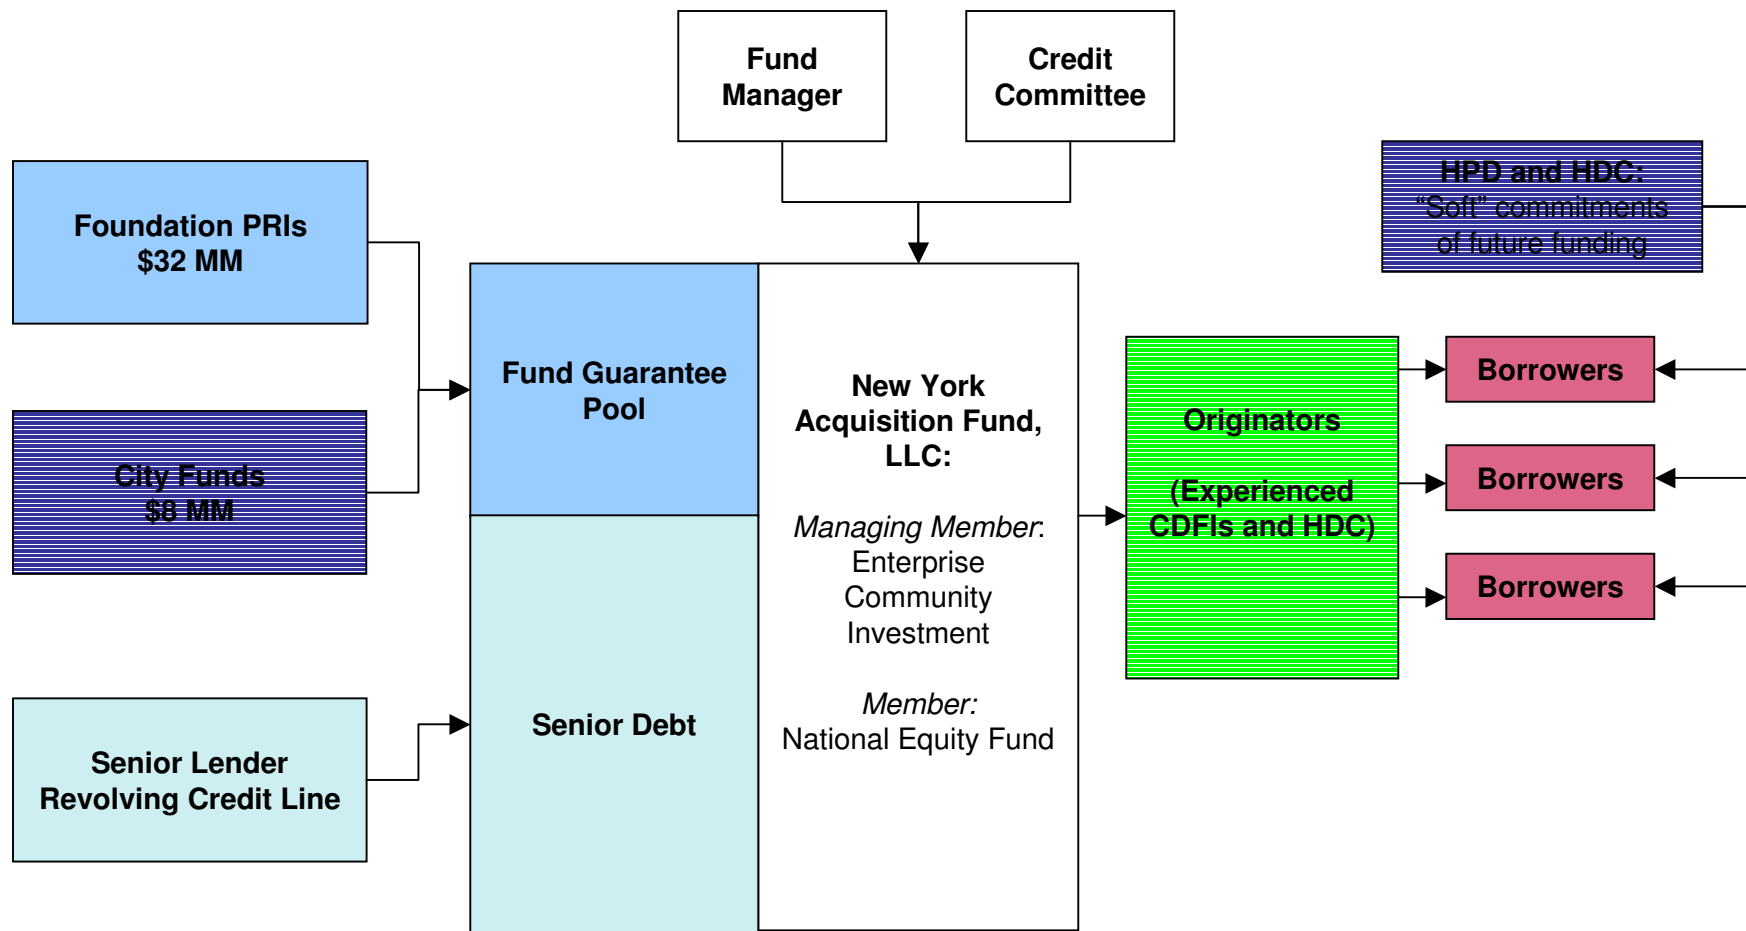 Fund
Manager
Credit
Committee
HPD and HDC:
“Soft” commitments
of future funding
Foundation PRIs
$32 MM
City Funds
$8 MM
Senior Lender
Revolving Credit Line
Fund Guarantee
Pool
Senior Debt
New York
Acquisition Fund,
LLC:
Managing Member:
Enterprise
Community
Investment
Member:
National Equity Fund
Originators
(Experienced
CDFIs and HDC)
Borrowers
Borrowers
Borrowers